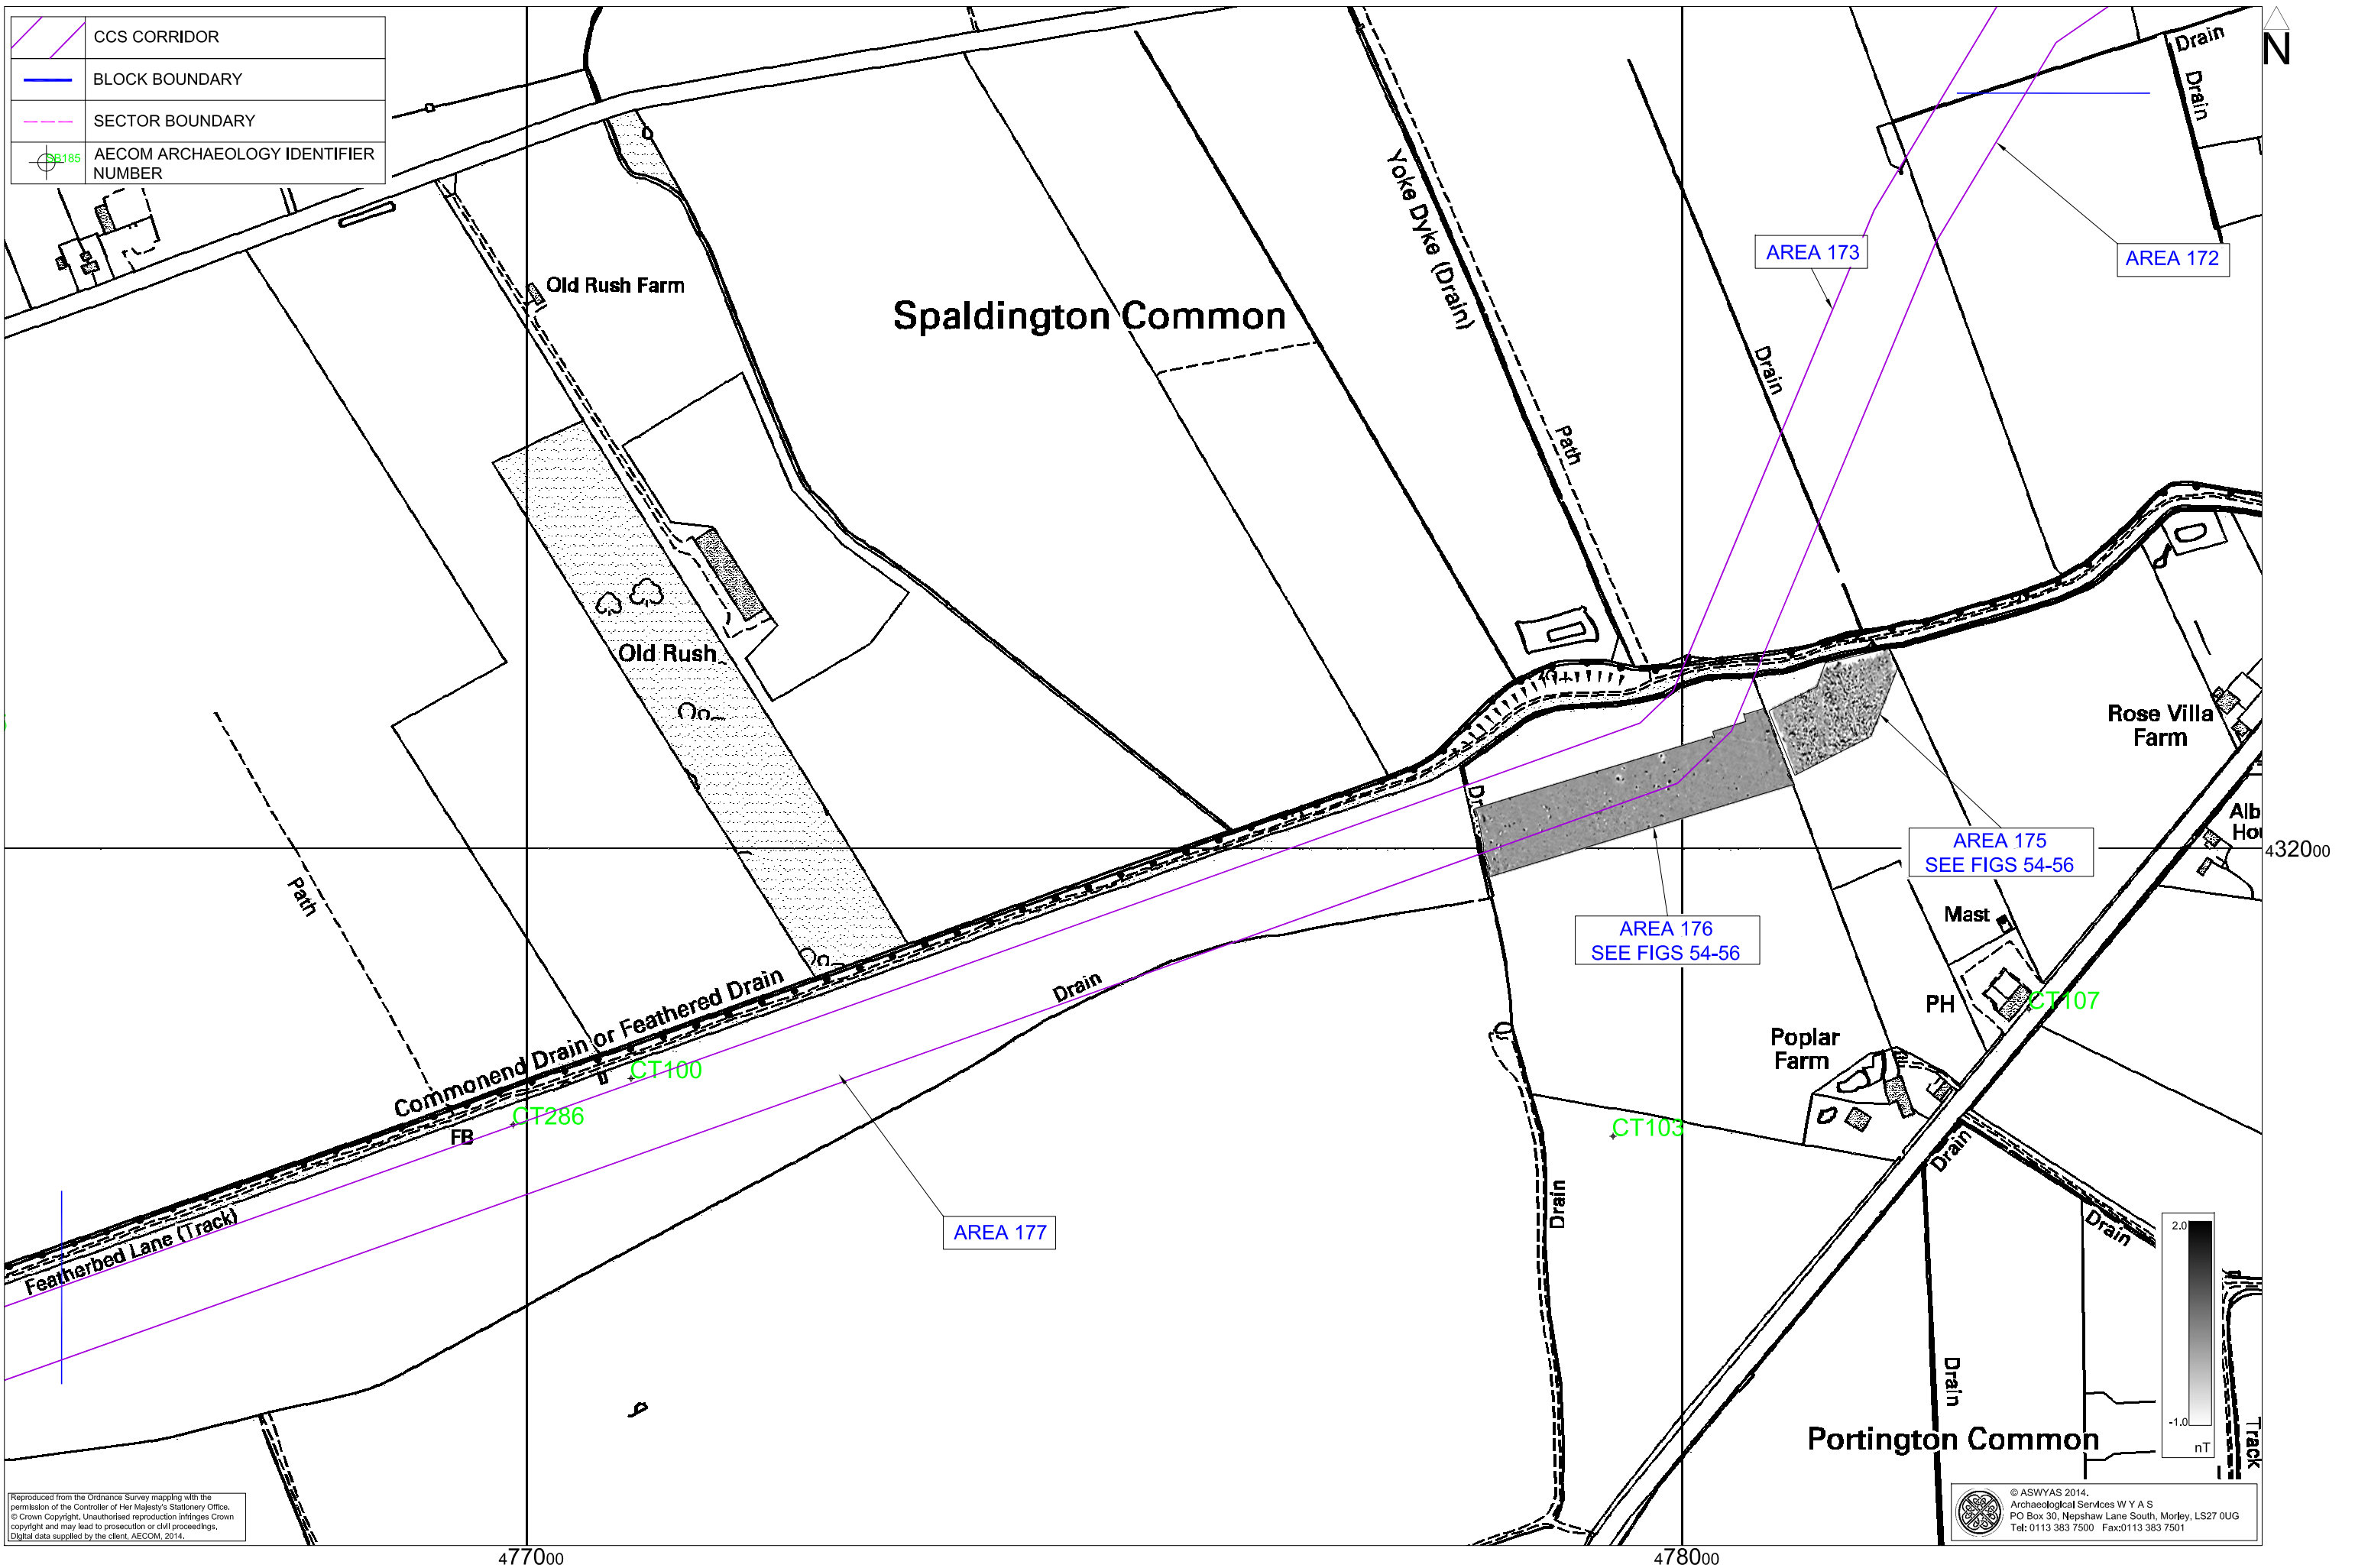 CCS CORRIDOR
BLOCK BOUNDARY
SECTOR BOUNDARY
SB185
AECOM ARCHAEOLOGY IDENTIFIER
NUMBER
N
Drain
Drain
Yoke Dyke (Drain)
AREA 173
AREA 172
Old Rush Farm
Spaldington Common
Drain
Path
Old Rush
Rose Villa
Farm
Alb
Hou
Dr
432000
AREA 175
SEE FIGS 54-56
Path
Mast
AREA 176
SEE FIGS 54-56
Drain
PH
CT107
Commonend Drain or Feathered Drain
Poplar
Farm
CT100
CT286
FB
CT103
Drain
Drain
Featherbed Lane (Track)
AREA 177
Drain
2.0
-1.0
nT
Drain
Portington Common
Track
Reproduced from the Ordnance Survey mapping with the
permission of the Controller of Her Majesty's Stationery Office.
© Crown Copyright. Unauthorised reproduction infringes Crown
copyright and may lead to prosecution or civil proceedings.
Digital data supplied by the client, AECOM, 2014.
© ASWYAS 2014.
Archaeological Services W Y A S
PO Box 30, Nepshaw Lane South, Morley, LS27 0UG
Tel: 0113 383 7500 Fax:0113 383 7501
477000
478000